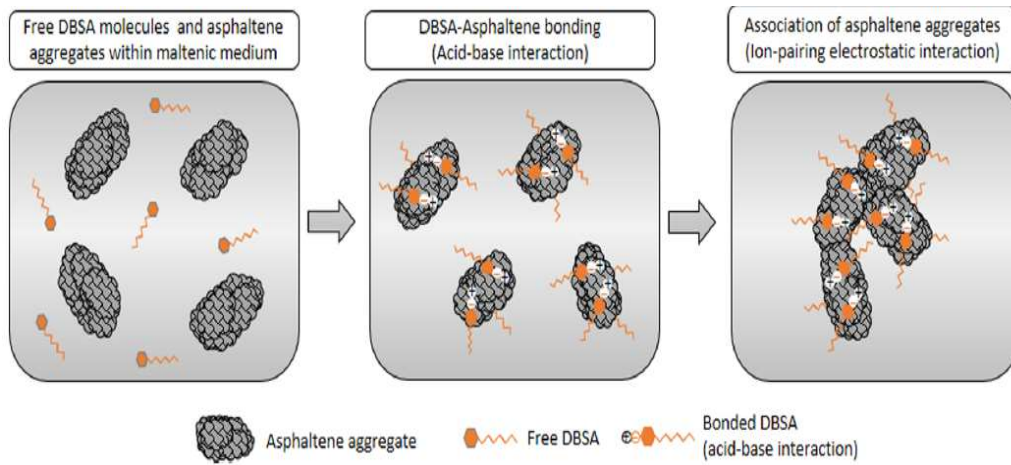 Free DBSA molecules and asphaltene
aggregates within maltenic medium
DBSA-Asphaltene bonding
(Acid-base interaction)
Association of asphaltene aggregates
(Ion-pairing electrostatic interaction)
Asphaltene aggregate
Free DBSA
Bonded DBSA
(acid-base interaction)